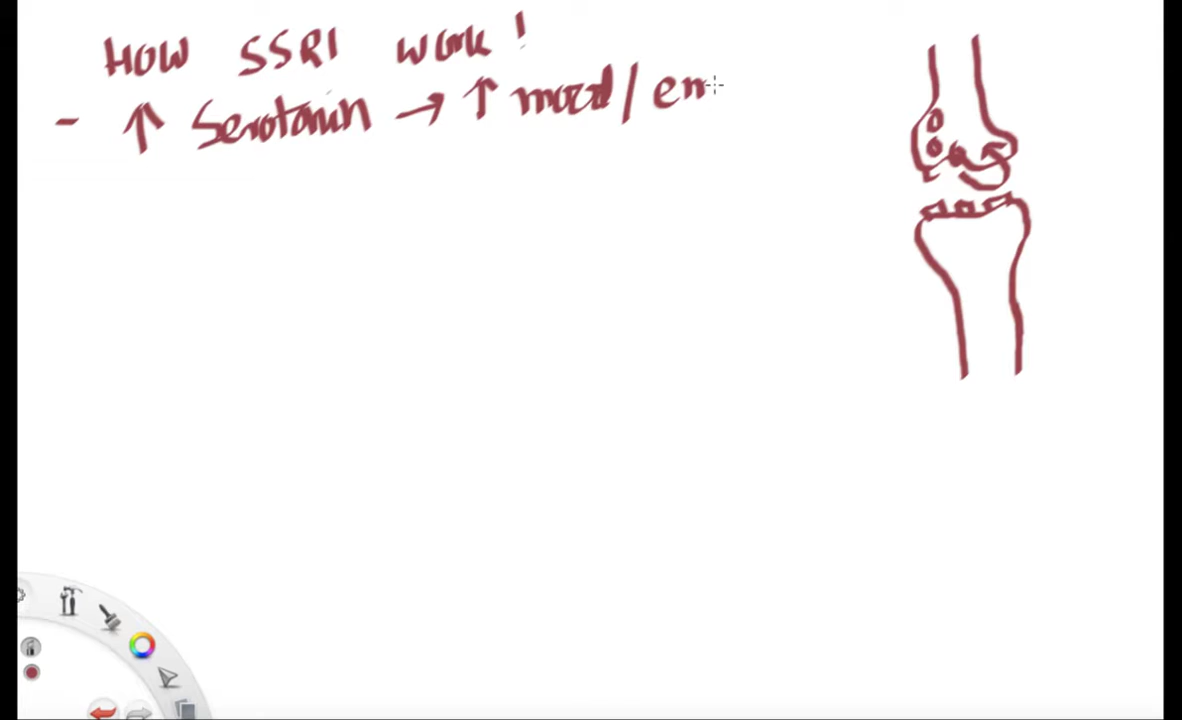 HOW SSRI work!
- ↑ Serotonin → ↑ mood / em